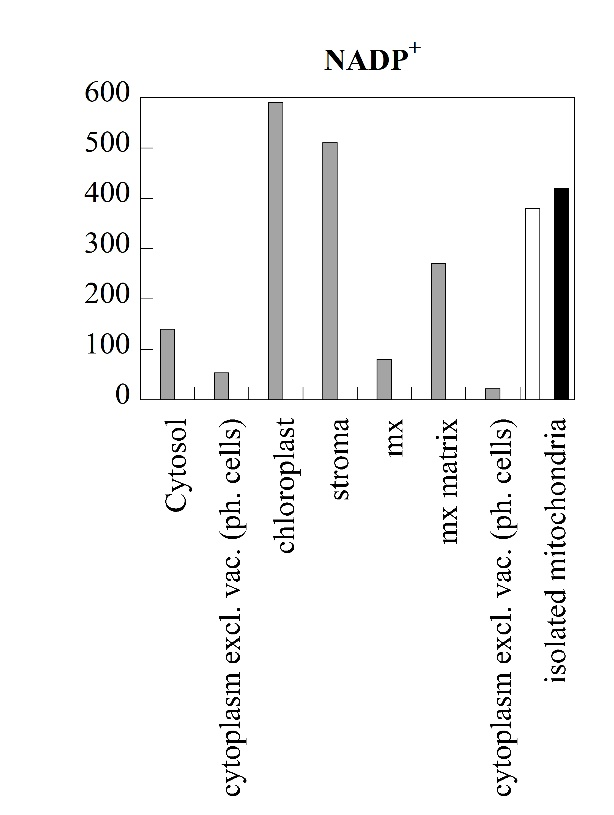 NADP⁺
600
500
400
300
200
100
0
Cytosol
cytoplasm excl. vac. (ph. cells)
chloroplast
stroma
mx
mx matrix
cytoplasm excl. vac. (ph. cells)
isolated mitochondria